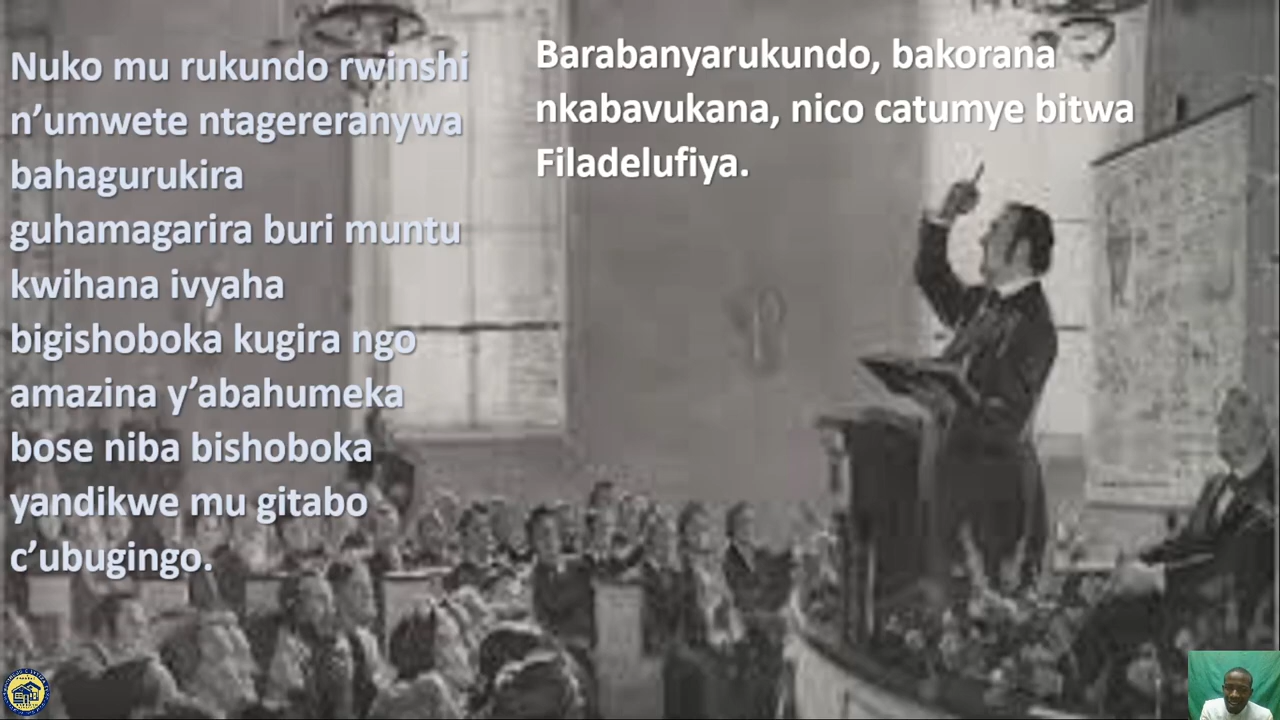 Nuko mu rukundo rwinshi
n’umwete ntagereranywa
bahagurukira
guhamagarira buri muntu
kwihana ivyaha
bigishoboka kugira ngo
amazina y’abahumeka
bose niba bishoboka
yandikwe mu gitabo
c’ubugingo.
Barabanyarukundo, bakorana
nkabavukana, nico catumye bitwa
Filadelufiya.